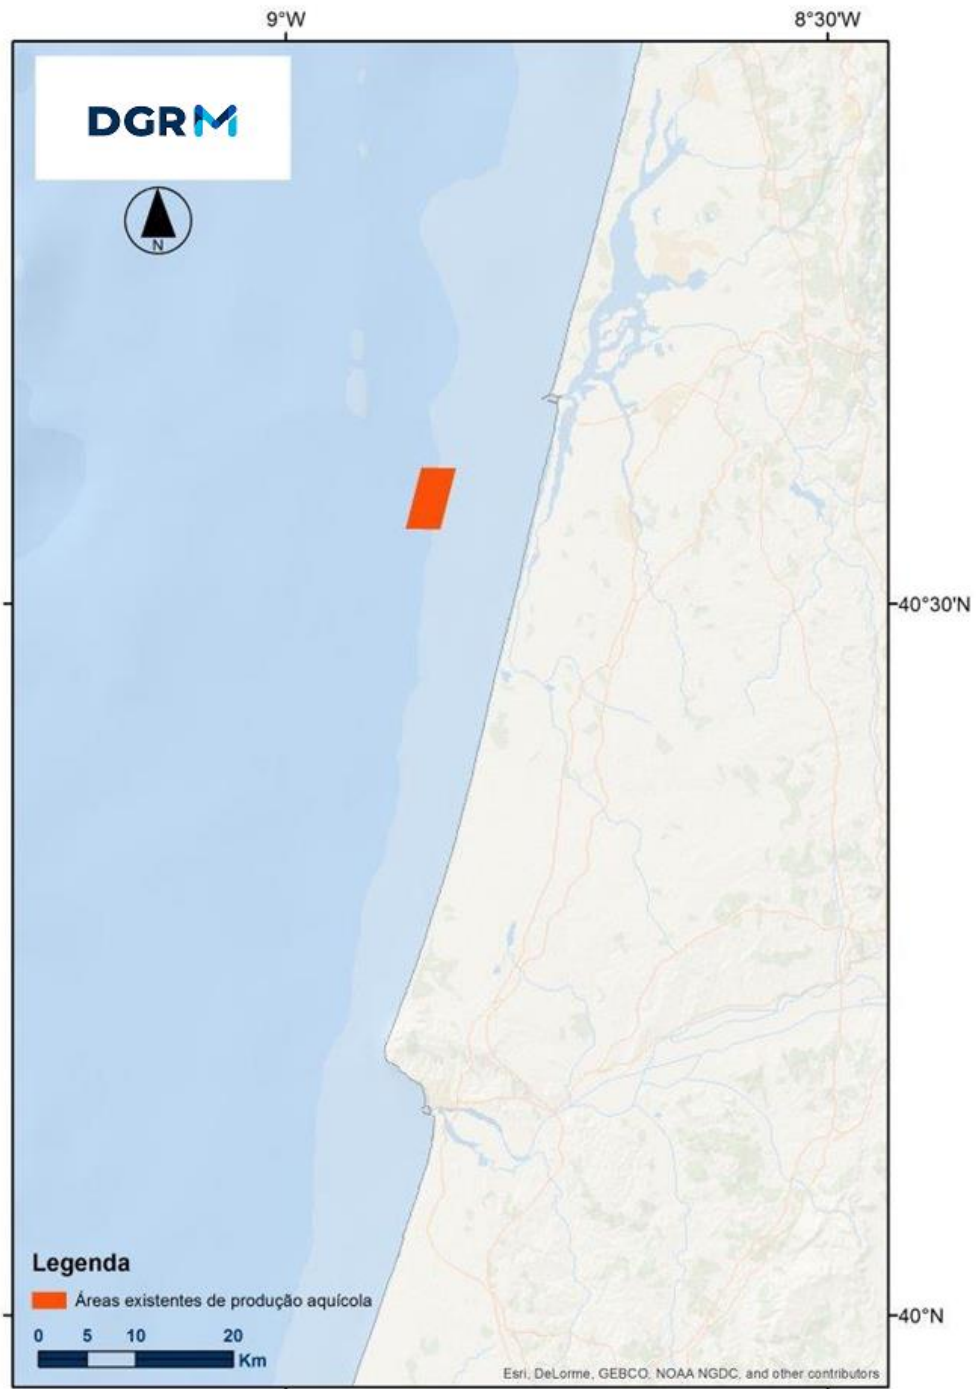 9°W 8°30'W
DGRM
N
40°30'N
Legenda
Áreas existentes de produção aquícola
0 5 10 20
Km
40°N
Esri, DeLorme, GEBCO, NOAA NGDC, and other contributors